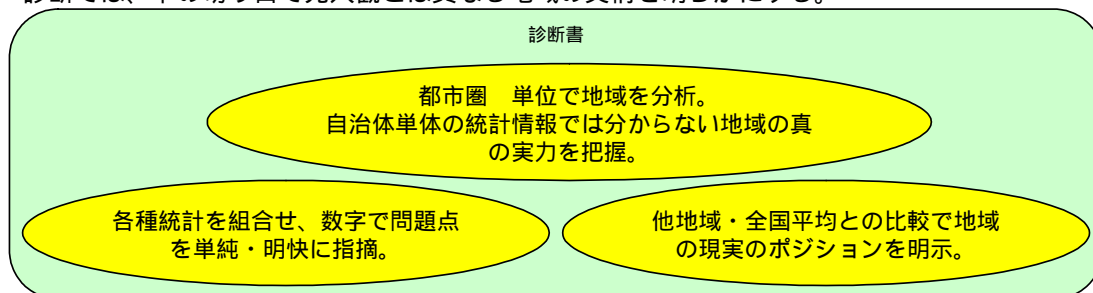 診断書
都市圏　単位で地域を分析。
自治体単体の統計情報では分からない地域の真
の実力を把握。
各種統計を組合せ、数字で問題点
を単純・明快に指摘。
他地域・全国平均との比較で地域
の現実のポジションを明示。